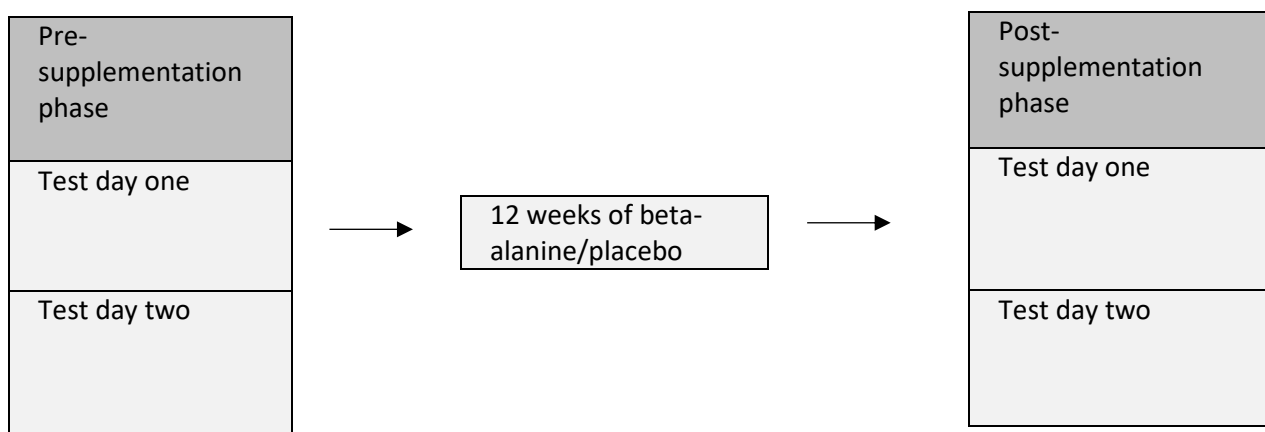 Pre-
supplementation
phase
Test day one
Test day two
12 weeks of beta-
alanine/placebo
Post-
supplementation
phase
Test day one
Test day two